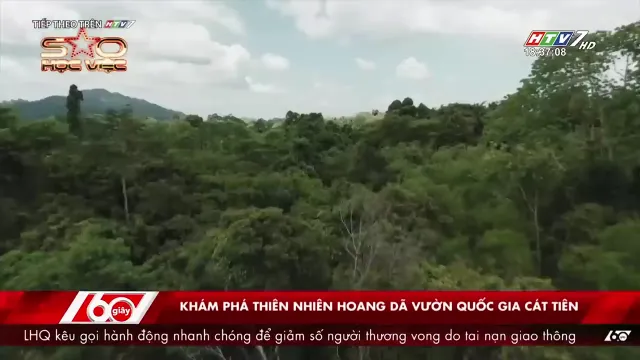 TIẾP THEO TRÊN HTV7
SAO
HỌC VIỆC
HTV7 HD
18:37:08
60 giây
KHÁM PHÁ THIÊN NHIÊN HOANG DÃ VƯỜN QUỐC GIA CÁT TIÊN
LHQ kêu gọi hành động nhanh chóng để giảm số người thương vong do tai nạn giao thông
60